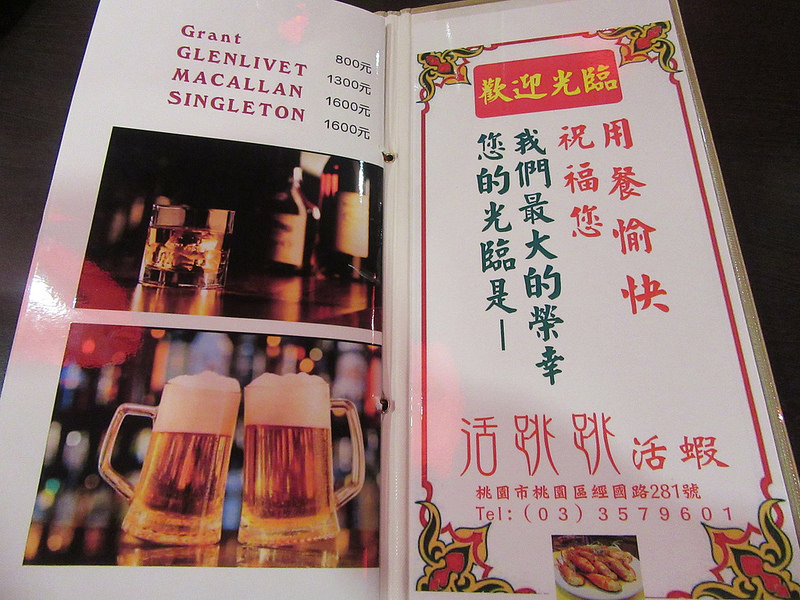 Grant 800元
GLENLIVET 1300元
MACALLAN 1600元
SINGLETON 1600元
歡迎光臨
您的光臨是—
我們最大的榮幸
祝福您
用餐愉快
活跳跳活蝦
桃園市桃園區經國路281號
Tel:(03)3579601